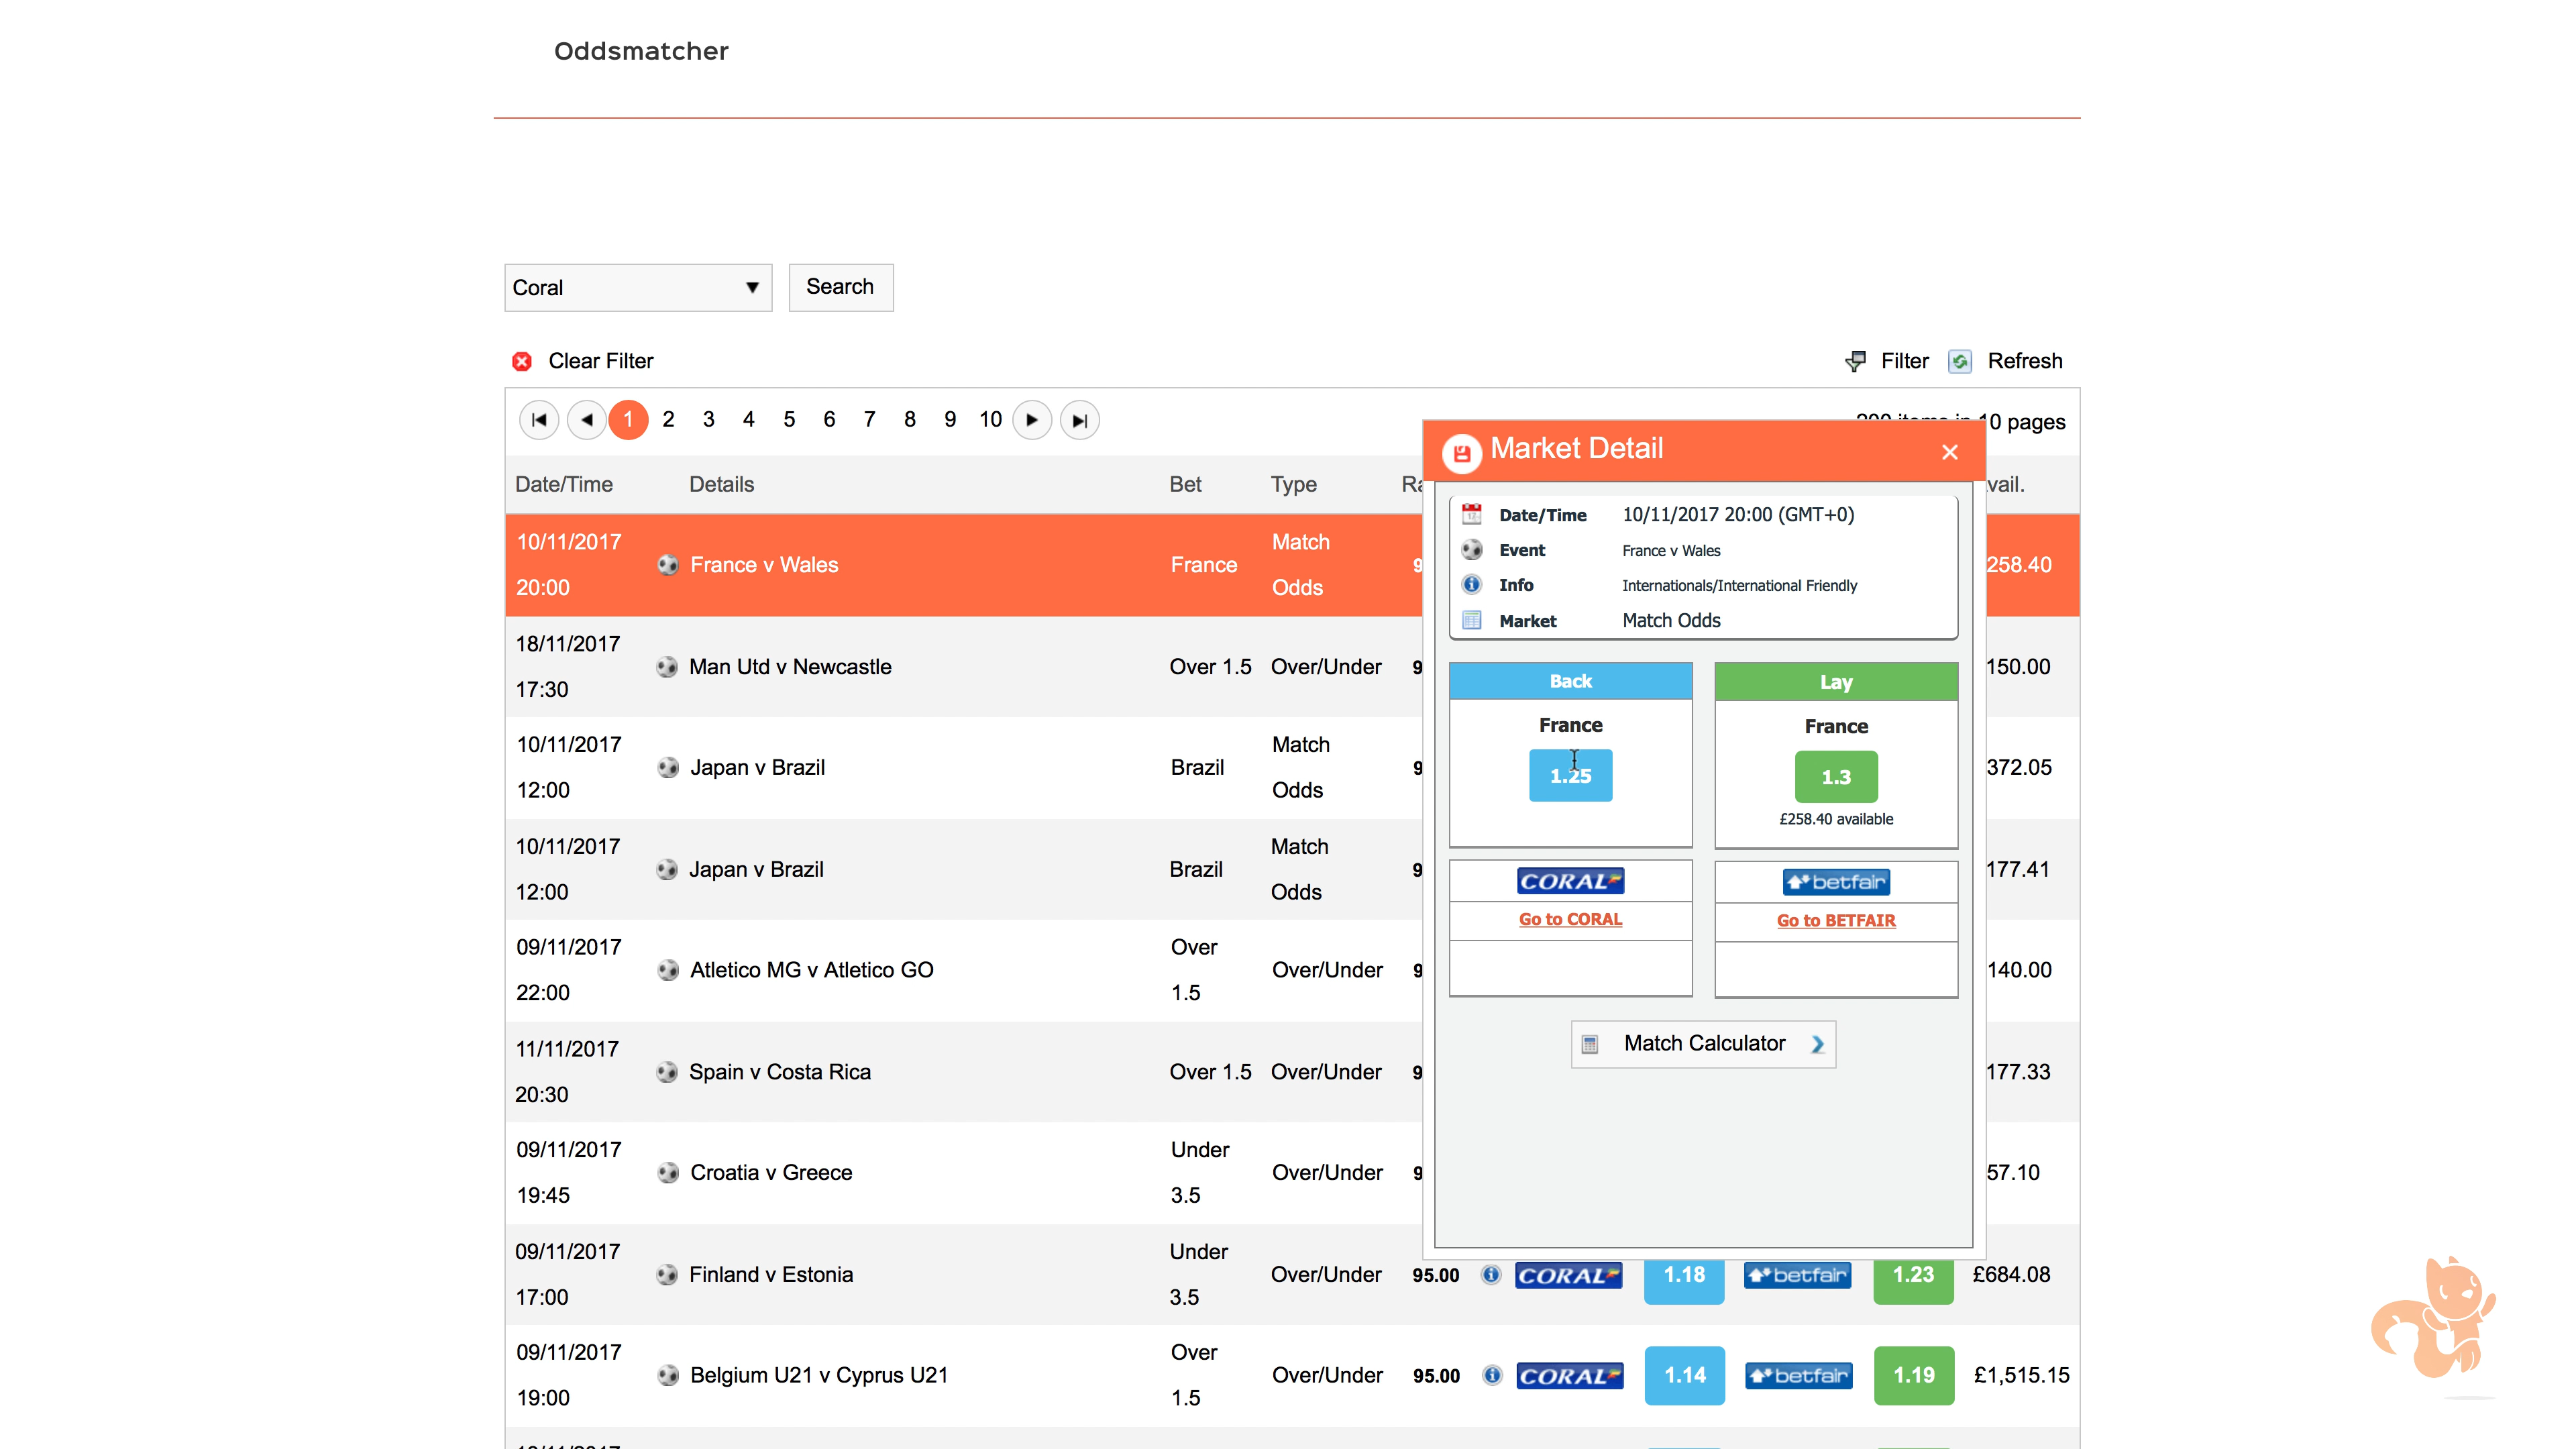 Oddsmatcher
Coral
Search
Clear Filter
Filter
Refresh
1 2 3 4 5 6 7 8 9 10
10 pages
Date/Time Details Bet Type
10/11/2017 20:00 France v Wales France Match Odds 258.40
18/11/2017 17:30 Man Utd v Newcastle Over 1.5 Over/Under 9 150.00
10/11/2017 12:00 Japan v Brazil Brazil Match Odds 9 372.05
10/11/2017 12:00 Japan v Brazil Brazil Match Odds 9 177.41
09/11/2017 22:00 Atletico MG v Atletico GO Over 1.5 Over/Under 9 140.00
11/11/2017 20:30 Spain v Costa Rica Over 1.5 Over/Under 9 177.33
09/11/2017 19:45 Croatia v Greece Under 3.5 Over/Under 9 57.10
09/11/2017 17:00 Finland v Estonia Under 3.5 Over/Under 95.00 CORAL 1.18 betfair 1.23 £684.08
09/11/2017 19:00 Belgium U21 v Cyprus U21 Over 1.5 Over/Under 95.00 CORAL 1.14 betfair 1.19 £1,515.15
Market Detail
Date/Time 10/11/2017 20:00 (GMT+0)
Event France v Wales
Info Internationals/International Friendly
Market Match Odds
Back Lay
France France
1.25 1.3
£258.40 available
CORAL betfair
Go to CORAL Go to BETFAIR
Match Calculator